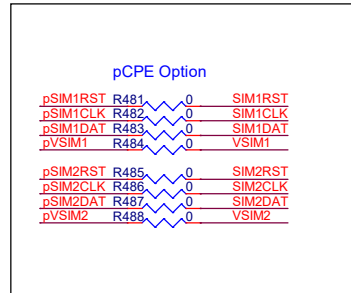 pCPE Option
pSIM1RST R481 0 SIM1RST
pSIM1CLK R482 0 SIM1CLK
pSIM1DAT R483 0 SIM1DAT
pVSIM1 R484 0 VSIM1
pSIM2RST R485 0 SIM2RST
pSIM2CLK R486 0 SIM2CLK
pSIM2DAT R487 0 SIM2DAT
pVSIM2 R488 0 VSIM2